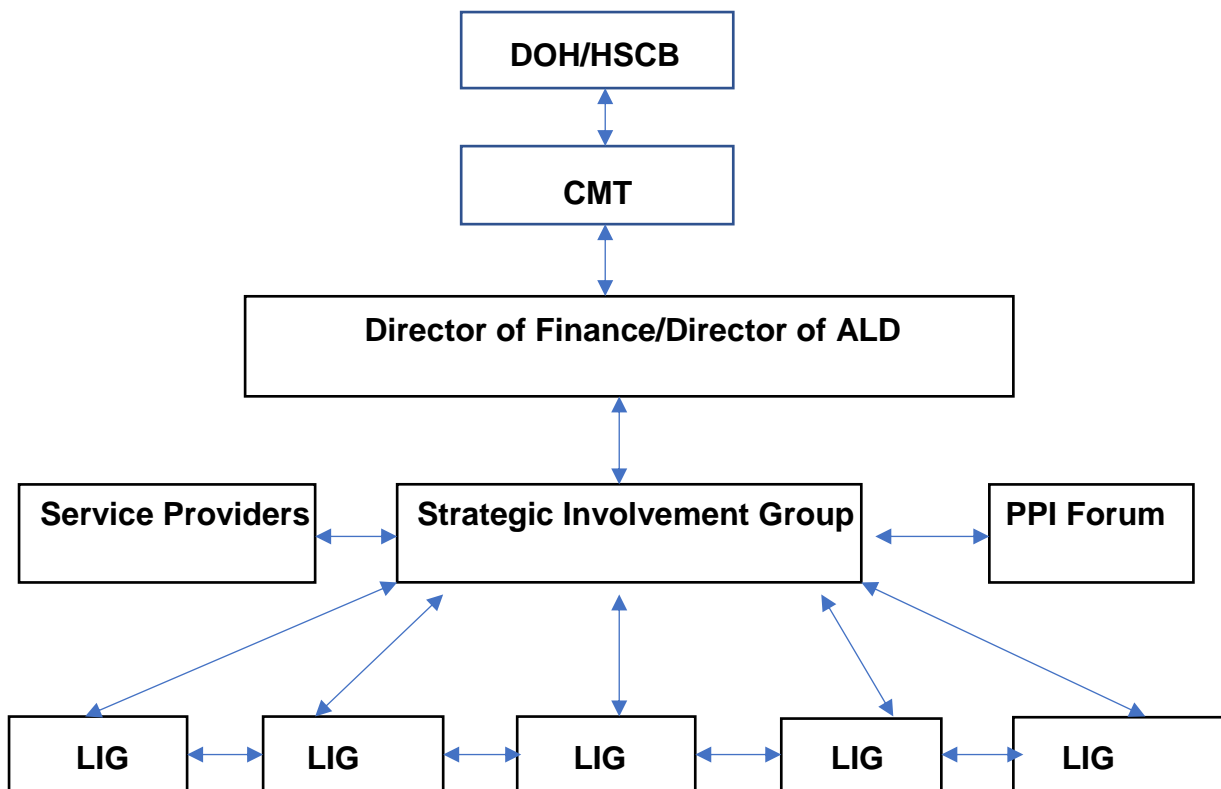 DOH/HSCB
CMT
Director of Finance/Director of ALD
Service Providers
Strategic Involvement Group
PPI Forum
LIG
LIG
LIG
LIG
LIG